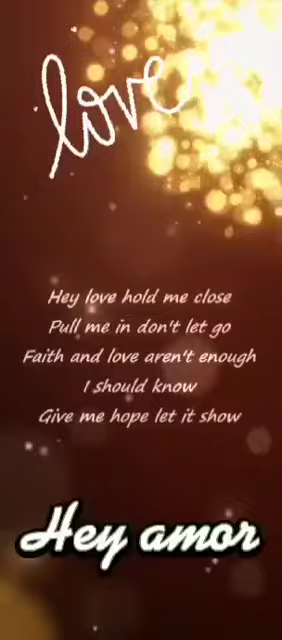 love
Hey love hold me close
Pull me in don't let go
Faith and love aren't enough
I should know
Give me hope let it show
Hey amor